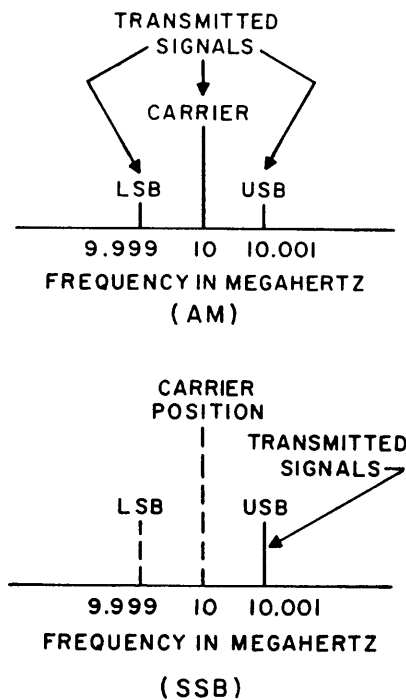 TRANSMITTED
SIGNALS
CARRIER
LSB
USB
9.999
10
10.001
FREQUENCY IN MEGAHERTZ
(AM)
CARRIER
POSITION
TRANSMITTED
SIGNALS
LSB
USB
9.999
10
10.001
FREQUENCY IN MEGAHERTZ
(SSB)